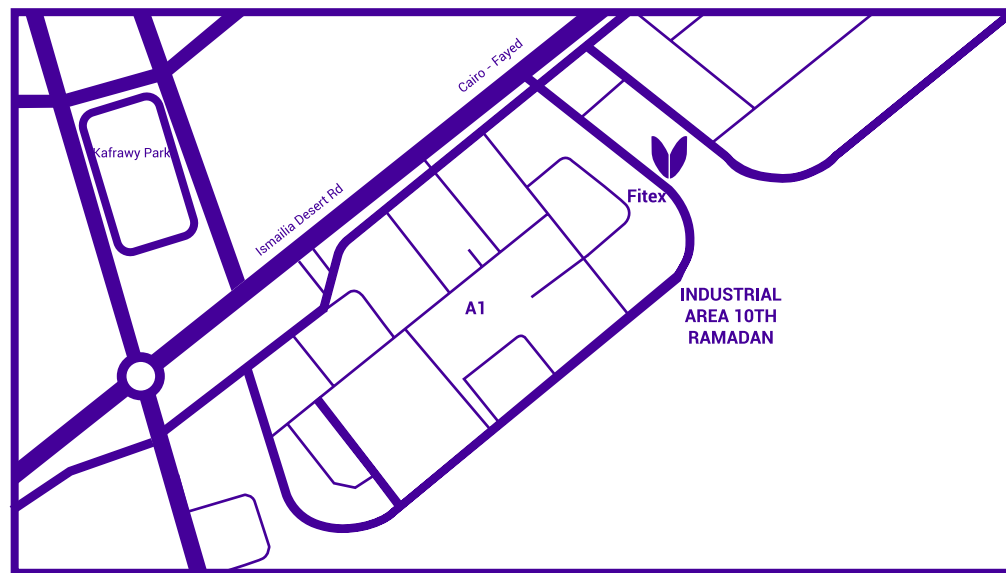 Cairo - Fayed
Kafrawy Park
Ismailia Desert Rd
Fitex
A1
INDUSTRIAL
AREA 10TH
RAMADAN